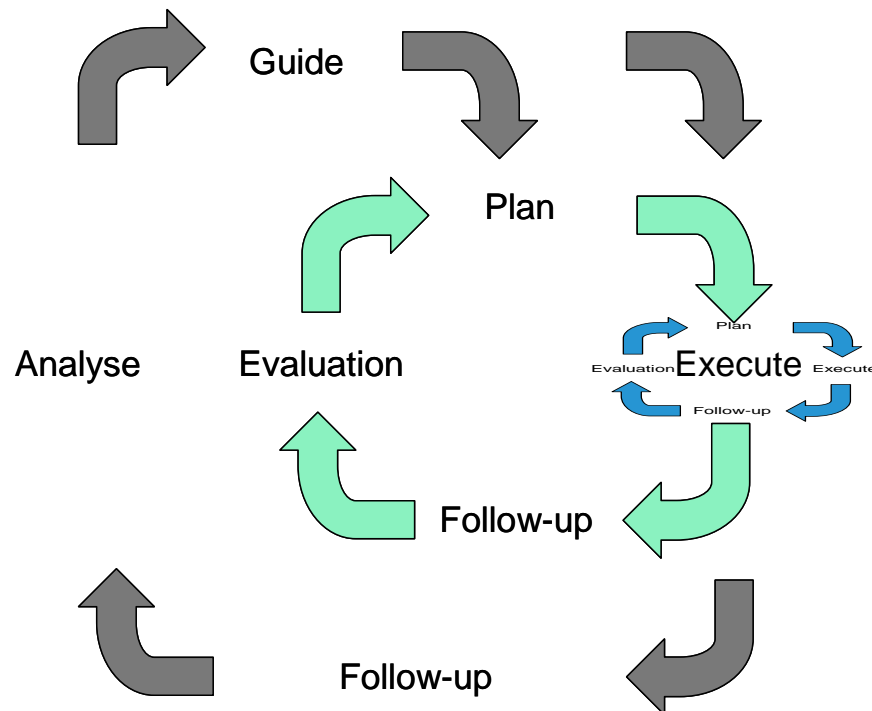 Guide
Plan
Plan
Analyse
Evaluation
Evaluation
Execute
Execute
Follow-up
Follow-up
Follow-up